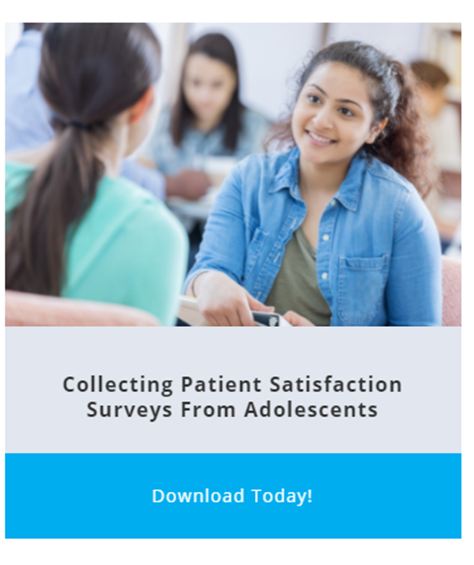 Collecting Patient Satisfaction
Surveys From Adolescents
Download Today!